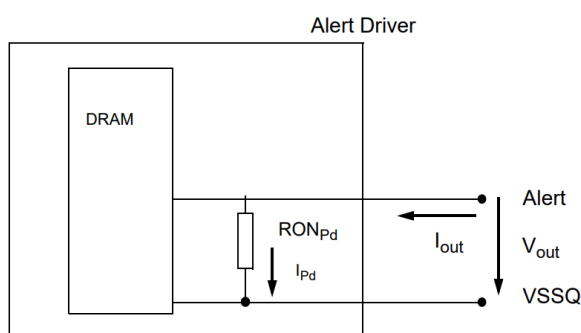 Alert Driver
DRAM
Alert
RONPd
Iout
Vout
IPd
VSSQ